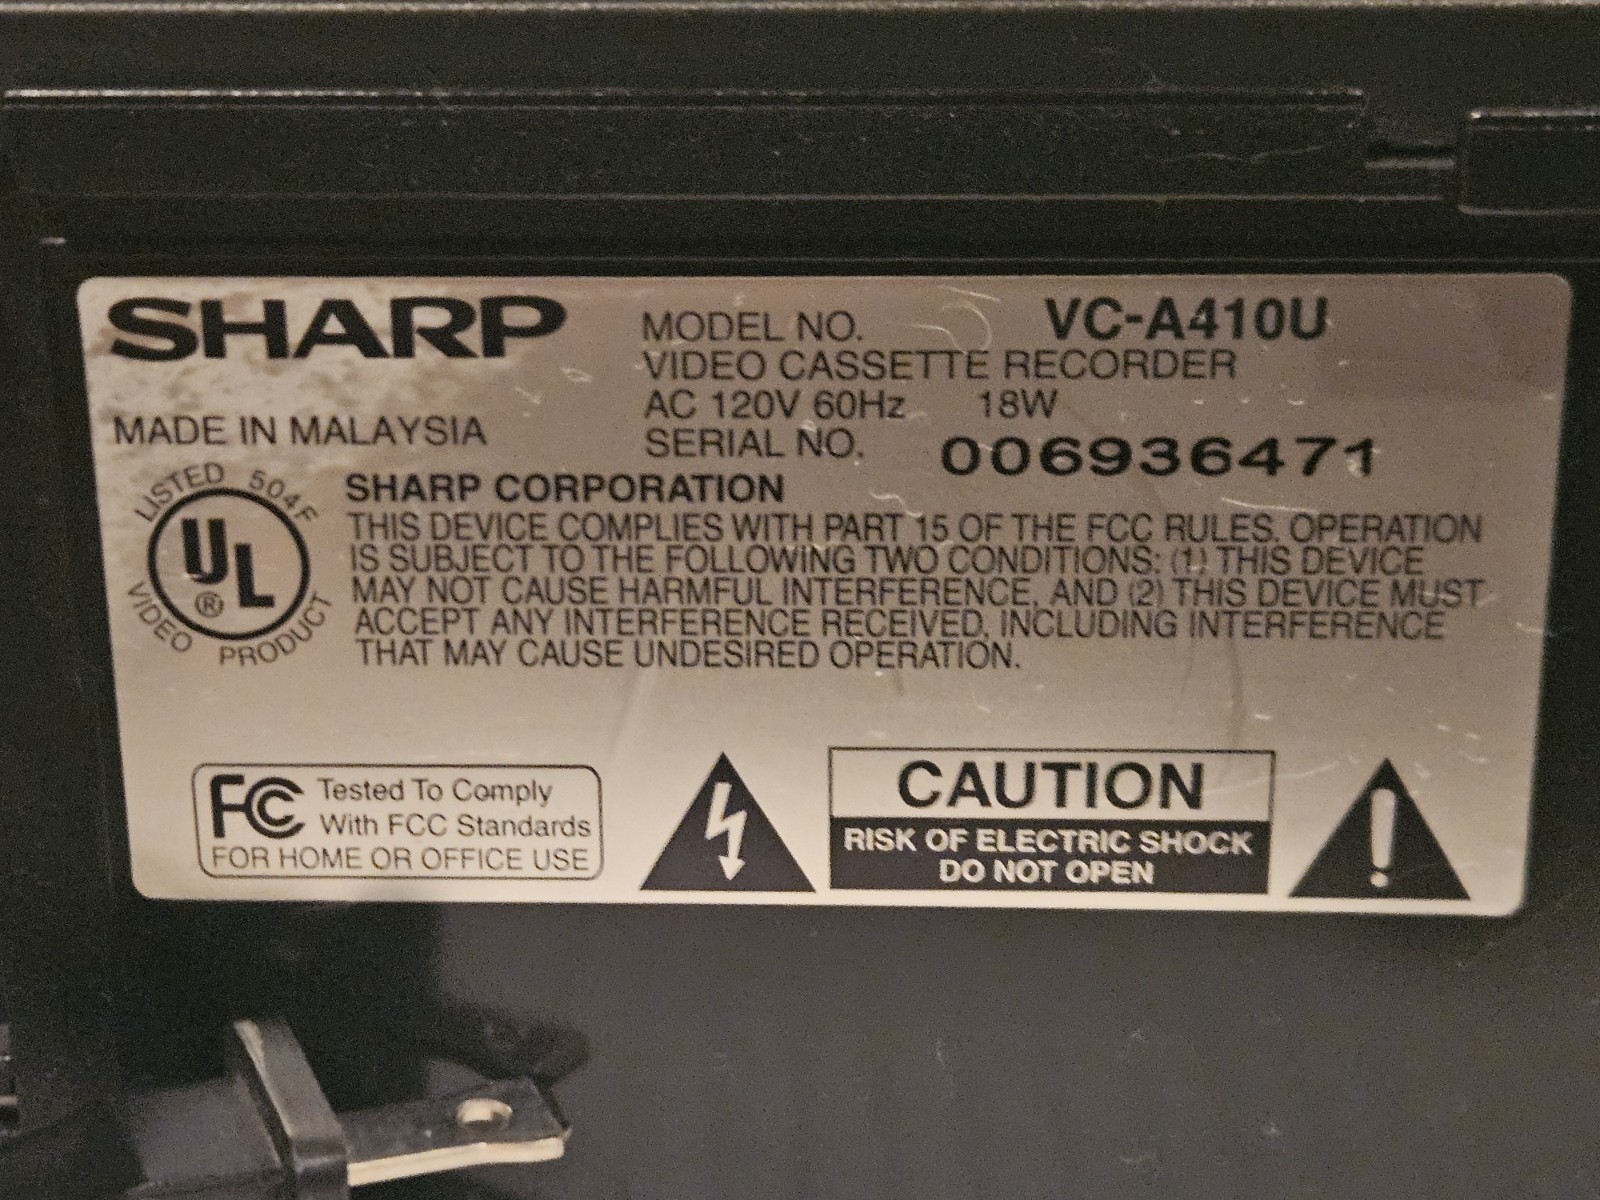 SHARP
MODEL NO. VC-A410U
VIDEO CASSETTE RECORDER
AC 120V 60Hz 18W
MADE IN MALAYSIA
SERIAL NO. 006936471
LISTED 504F
UL
®
VIDEO PRODUCT
SHARP CORPORATION
THIS DEVICE COMPLIES WITH PART 15 OF THE FCC RULES. OPERATION
IS SUBJECT TO THE FOLLOWING TWO CONDITIONS: (1) THIS DEVICE
MAY NOT CAUSE HARMFUL INTERFERENCE, AND (2) THIS DEVICE MUST
ACCEPT ANY INTERFERENCE RECEIVED, INCLUDING INTERFERENCE
THAT MAY CAUSE UNDESIRED OPERATION.
FC Tested To Comply
With FCC Standards
FOR HOME OR OFFICE USE
CAUTION
RISK OF ELECTRIC SHOCK
DO NOT OPEN
!